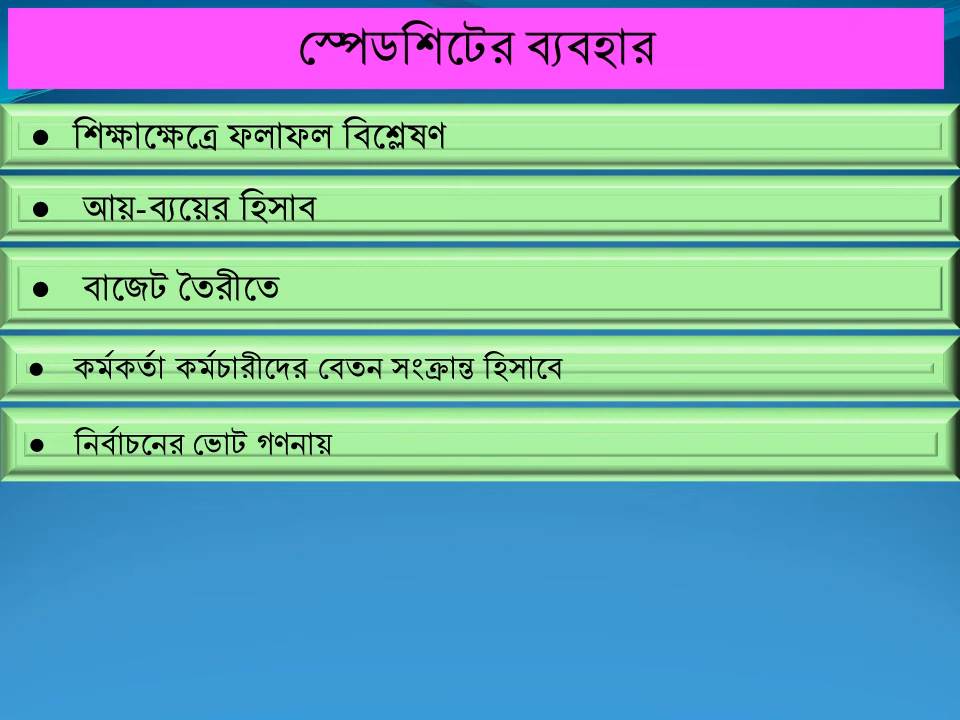 স্পেডশিটের ব্যবহার
● শিক্ষাক্ষেত্রে ফলাফল বিশ্লেষণ
● আয়-ব্যয়ের হিসাব
● বাজেট তৈরীতে
● কর্মকর্তা কর্মচারীদের বেতন সংক্রান্ত হিসাবে
● নির্বাচনের ভোট গণনায়